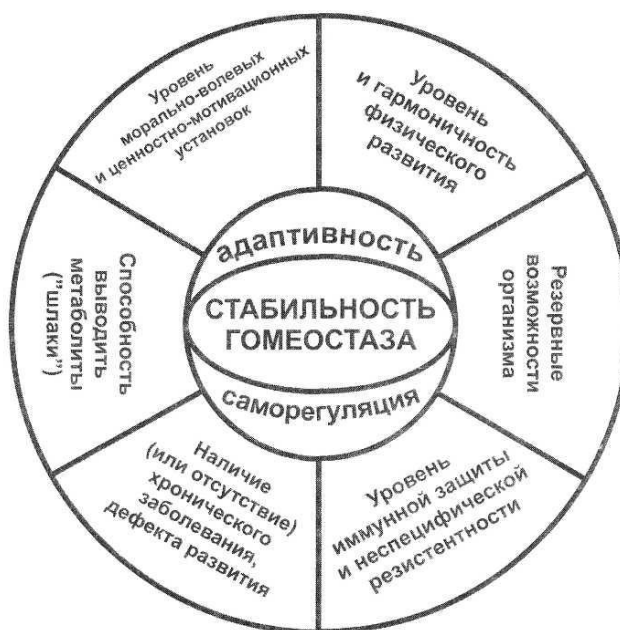 Уровень
морально-волевых
и ценностно-мотивационных
установок
Уровень
и гармоничность
физического
развития
Резервные
возможности
организма
Уровень
иммунной защиты
и неспецифической
резистентности
Наличие
(или отсутствие)
хронического
заболевания,
дефекта развития
Способность
выводить
метаболиты
("шлаки")
адаптивность
СТАБИЛЬНОСТЬ
ГОМЕОСТАЗА
саморегуляция